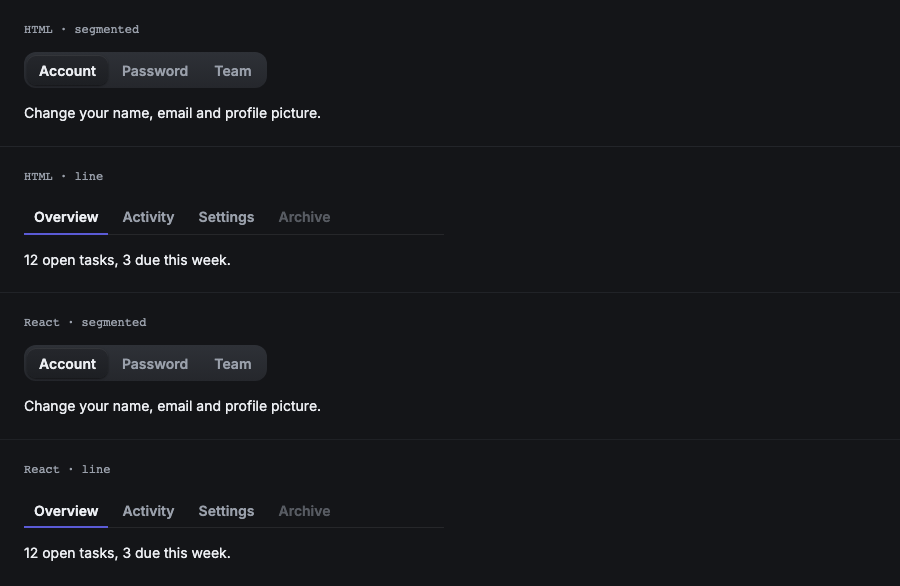 HTML • segmented
Account Password Team
Change your name, email and profile picture.
HTML • line
Overview Activity Settings Archive
12 open tasks, 3 due this week.
React • segmented
Account Password Team
Change your name, email and profile picture.
React • line
Overview Activity Settings Archive
12 open tasks, 3 due this week.